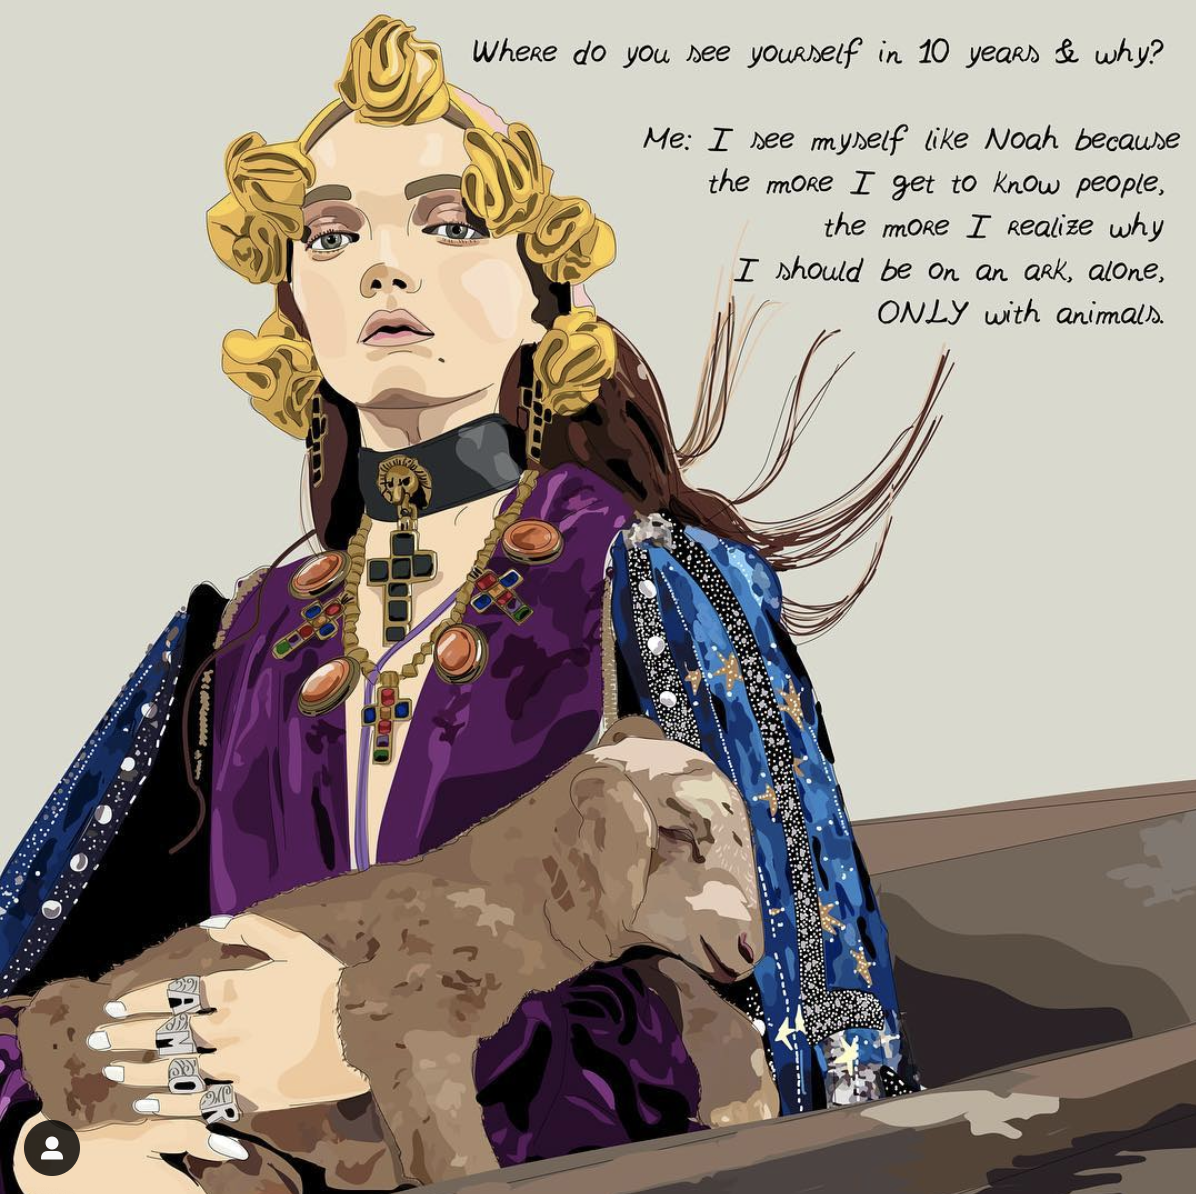 Where do you see yourself in 10 years & why?
Me: I see myself like Noah because
the more I get to know people,
the more I realize why
I should be on an ark, alone,
ONLY with animals.
A
M
O
R